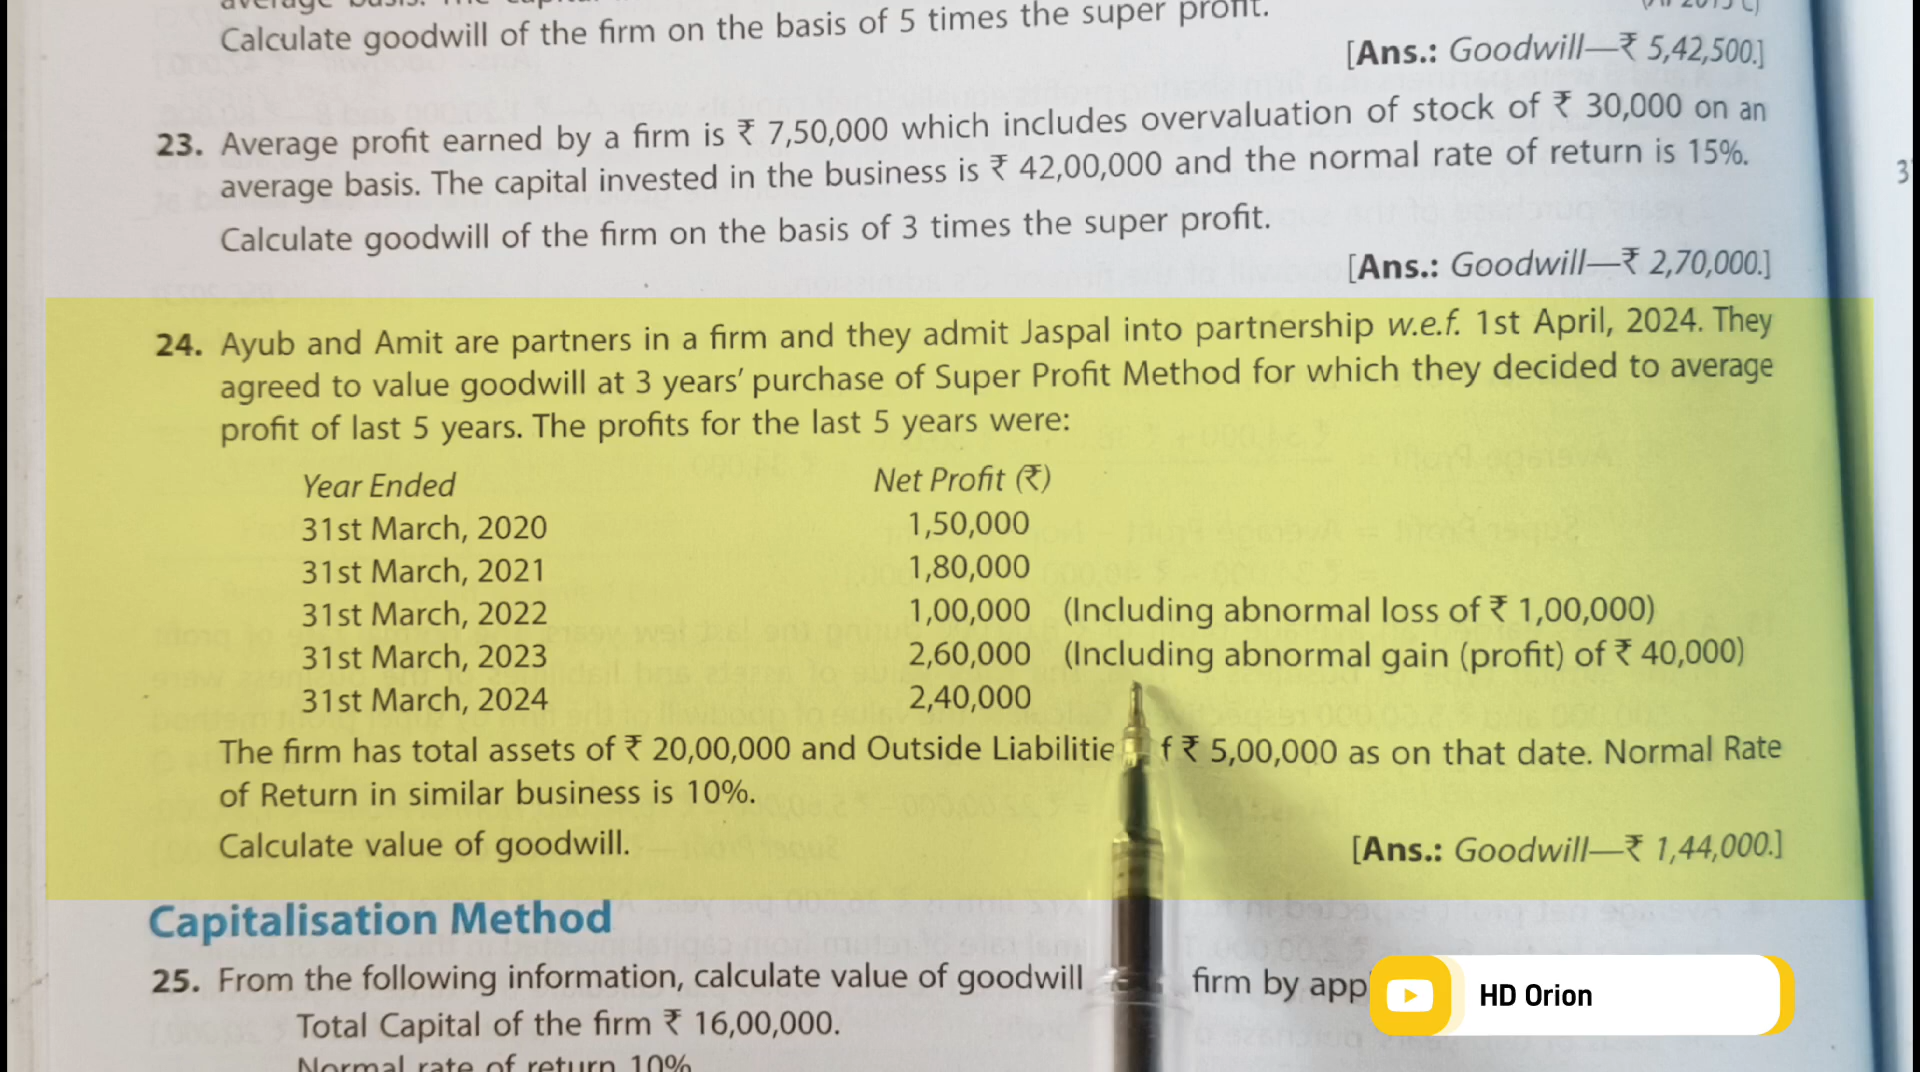 Calculate goodwill of the firm on the basis of 5 times the super profit.
[Ans.: Goodwill—₹ 5,42,500.]
23. Average profit earned by a firm is ₹ 7,50,000 which includes overvaluation of stock of ₹ 30,000 on an
average basis. The capital invested in the business is ₹ 42,00,000 and the normal rate of return is 15%.
Calculate goodwill of the firm on the basis of 3 times the super profit.
[Ans.: Goodwill—₹ 2,70,000.]
24. Ayub and Amit are partners in a firm and they admit Jaspal into partnership w.e.f. 1st April, 2024. They
agreed to value goodwill at 3 years' purchase of Super Profit Method for which they decided to average
profit of last 5 years. The profits for the last 5 years were:
Year Ended Net Profit (₹)
31st March, 2020 1,50,000
31st March, 2021 1,80,000
31st March, 2022 1,00,000 (Including abnormal loss of ₹ 1,00,000)
31st March, 2023 2,60,000 (Including abnormal gain (profit) of ₹ 40,000)
31st March, 2024 2,40,000
The firm has total assets of ₹ 20,00,000 and Outside Liabilitie f ₹ 5,00,000 as on that date. Normal Rate
of Return in similar business is 10%.
Calculate value of goodwill.
[Ans.: Goodwill—₹ 1,44,000.]
Capitalisation Method
25. From the following information, calculate value of goodwill firm by app
HD Orion
Total Capital of the firm ₹ 16,00,000.
Normal rate of return 10%